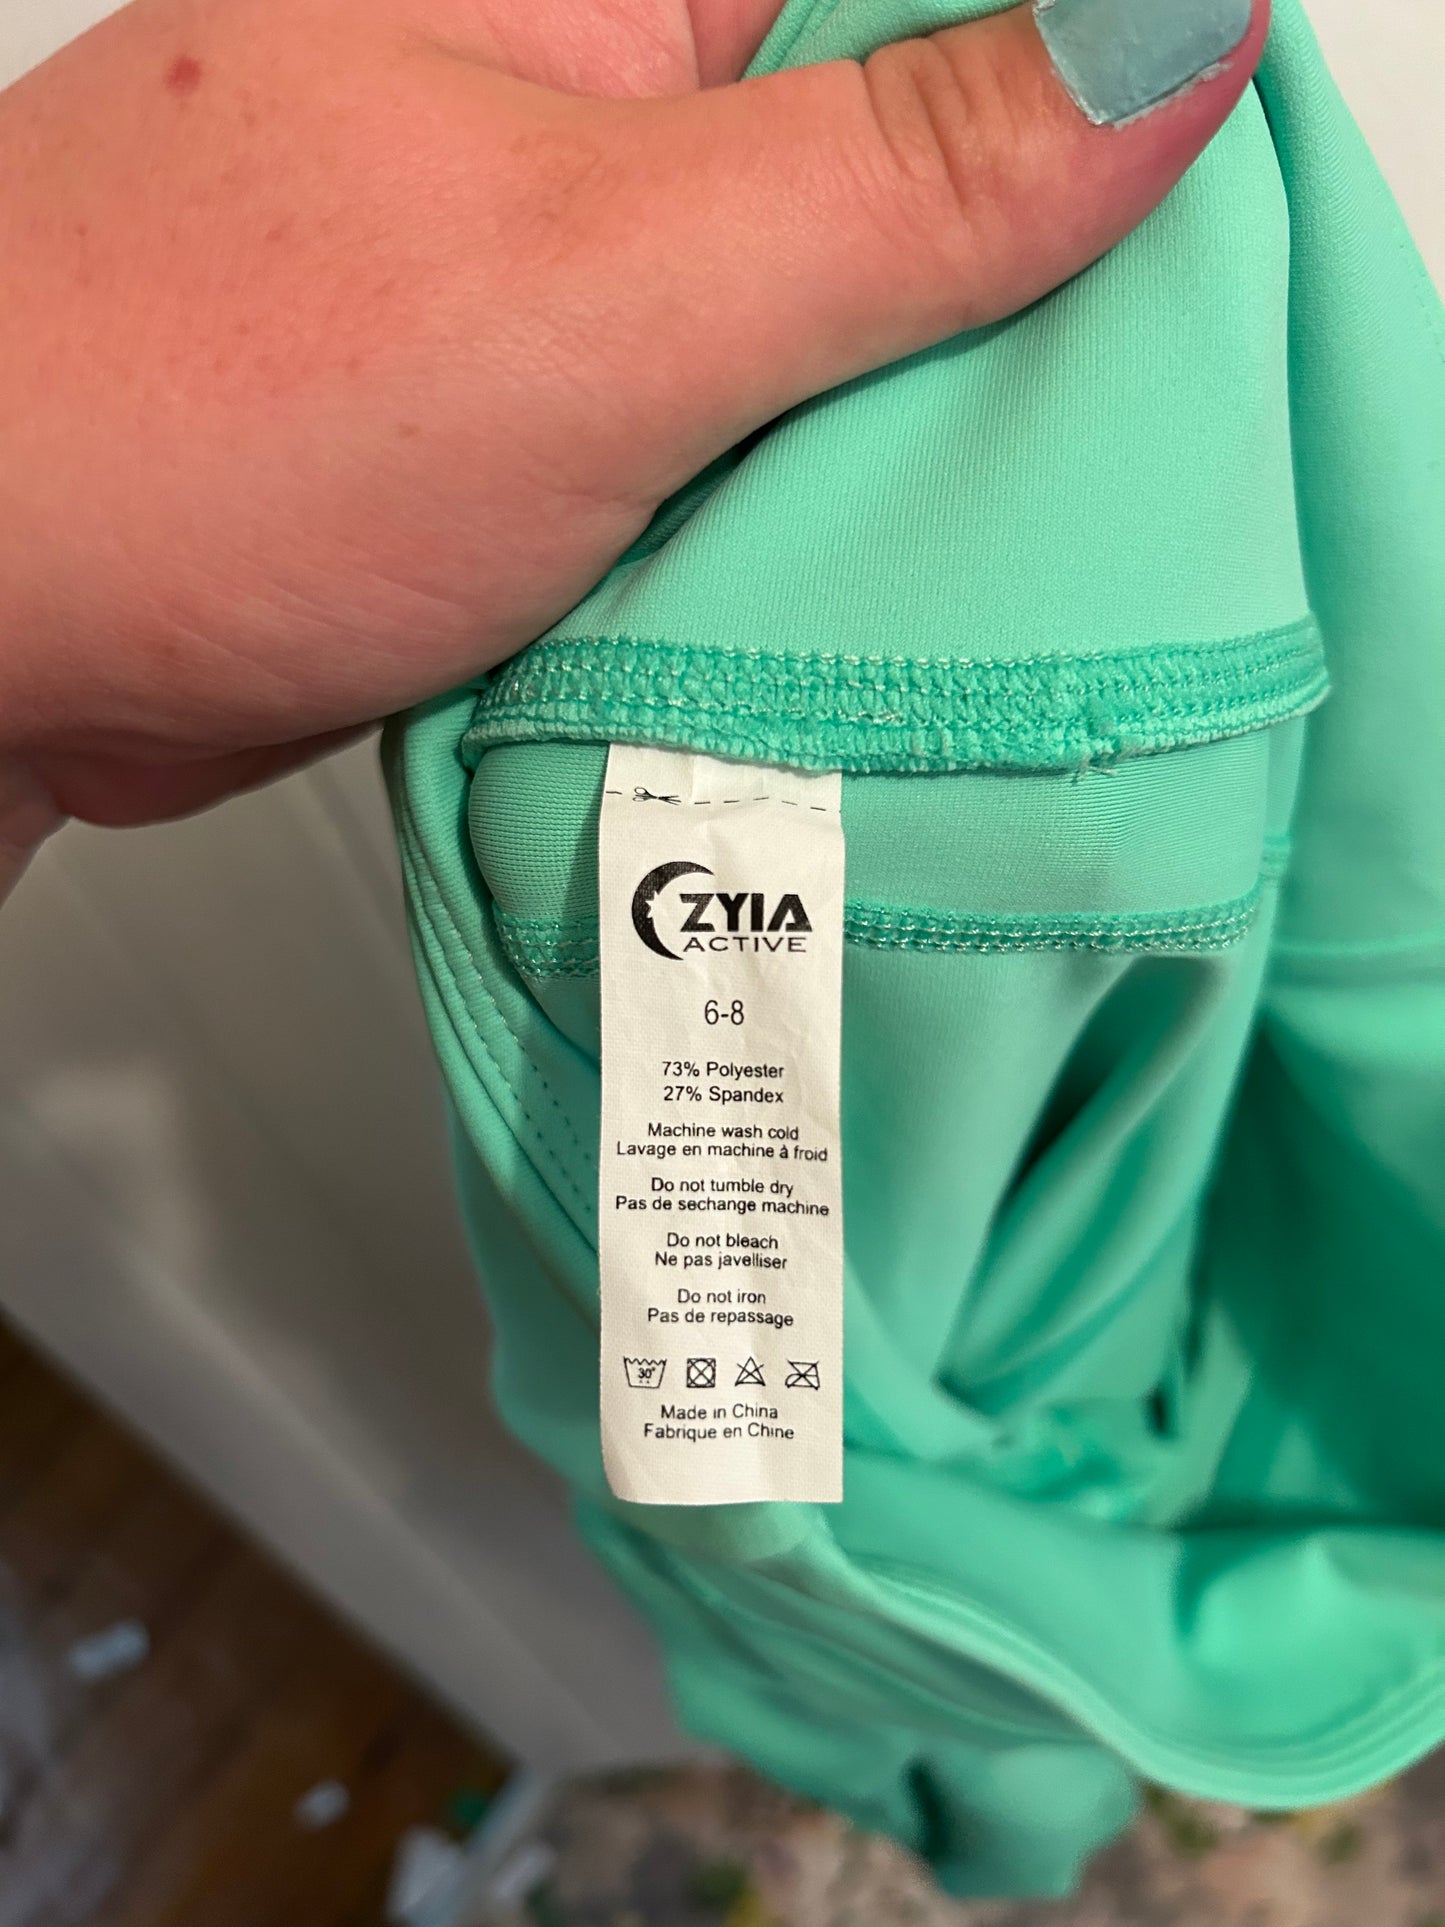 ZYIA
ACTIVE
6-8
73% Polyester
27% Spandex
Machine wash cold
Lavage en machine à froid
Do not tumble dry
Pas de sechange machine
Do not bleach
Ne pas javelliser
Do not iron
Pas de repassage
30°
Made in China
Fabrique en Chine